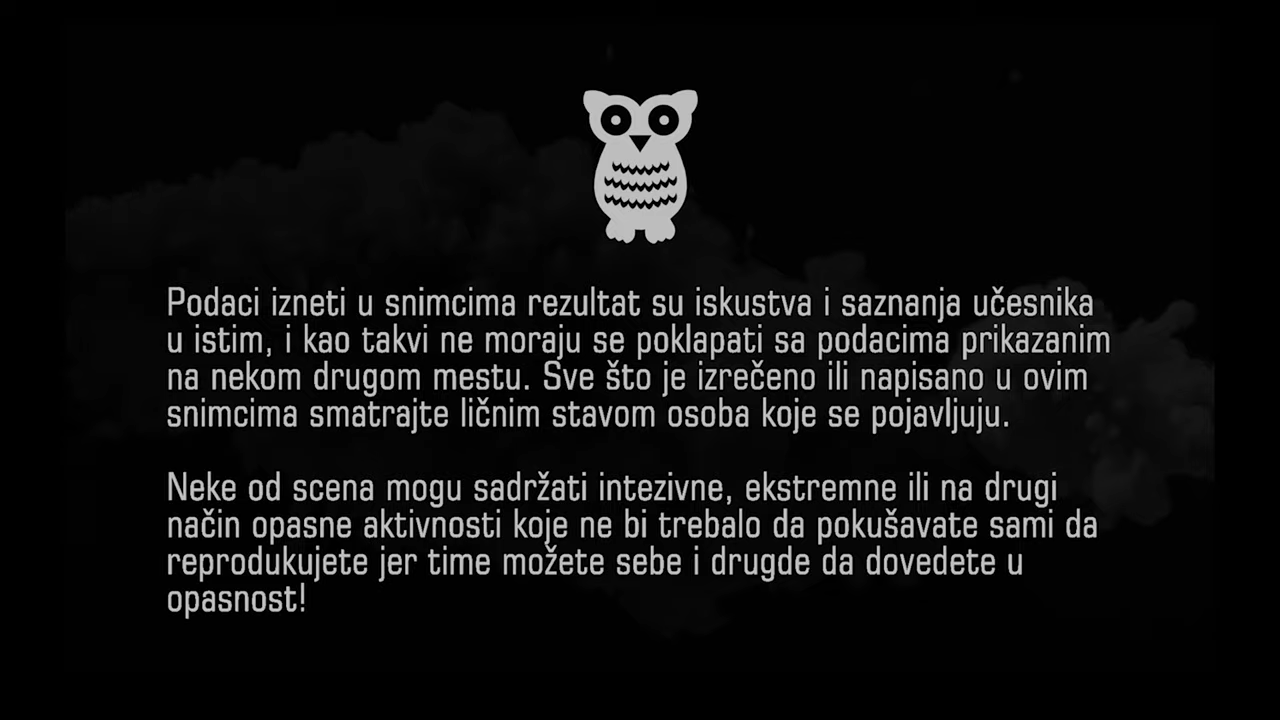 Podaci izneti u snimcima rezultat su iskustva i saznanja učesnika
u istim, i kao takvi ne moraju se poklapati sa podacima prikazanim
na nekom drugom mestu. Sve što je izrečeno ili napisano u ovim
snimcima smatrajte ličnim stavom osoba koje se pojavljuju.
Neke od scena mogu sadržati intezivne, ekstremne ili na drugi
način opasne aktivnosti koje ne bi trebalo da pokušavate sami da
reprodukujete jer time možete sebe i drugde da dovedete u
opasnost!